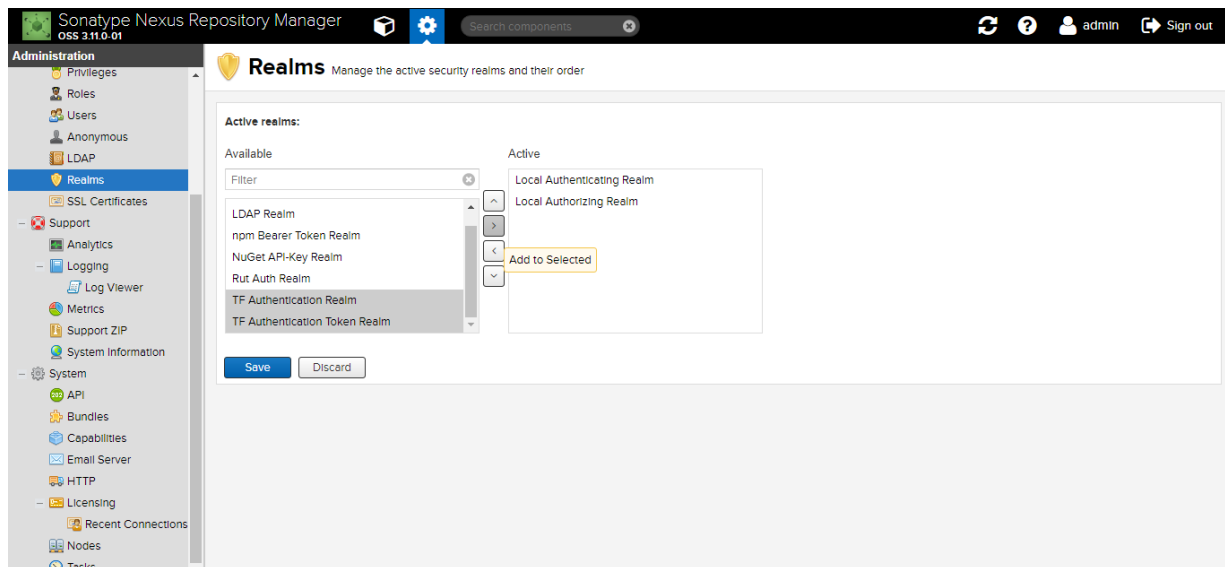 Sonatype Nexus Repository Manager
OSS 3.11.0-01
Search components
admin
Sign out
Administration
Privileges
Roles
Users
Anonymous
LDAP
Realms
SSL Certificates
Support
Analytics
Logging
Log Viewer
Metrics
Support ZIP
System Information
System
API
Bundles
Capabilities
Email Server
HTTP
Licensing
Recent Connections
Nodes
Tasks
Realms Manage the active security realms and their order
Active realms:
Available
Filter
LDAP Realm
npm Bearer Token Realm
NuGet API-Key Realm
Rut Auth Realm
TF Authentication Realm
TF Authentication Token Realm
Add to Selected
Active
Local Authenticating Realm
Local Authorizing Realm
Save
Discard